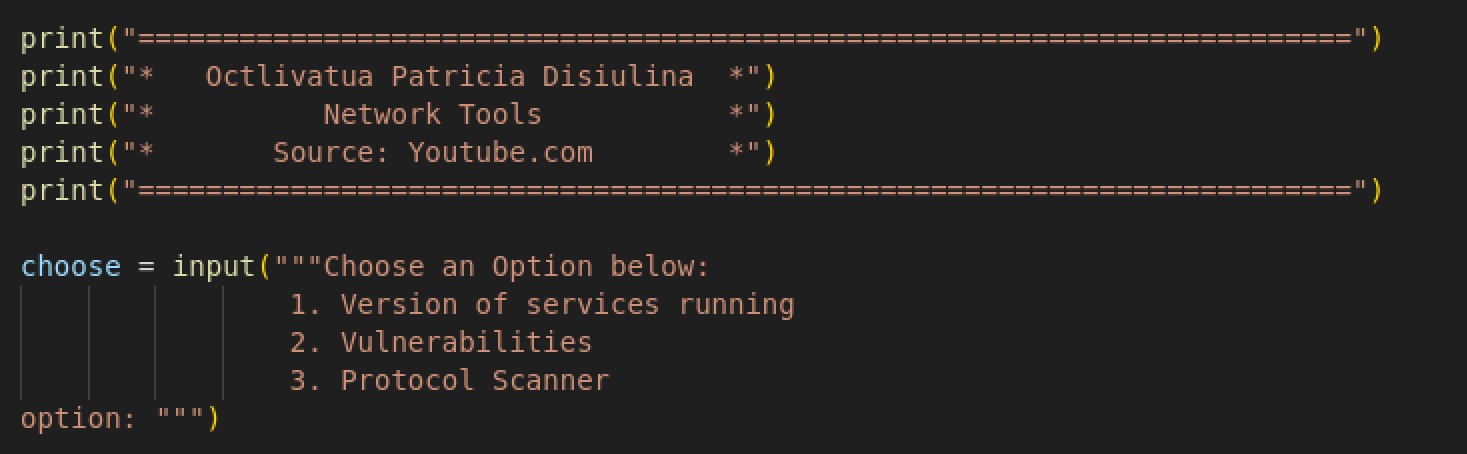 print("========================================================================")
print("*   Octlivatua Patricia Disiulina  *")
print("*          Network Tools           *")
print("*       Source: Youtube.com        *")
print("========================================================================")
choose = input("""Choose an Option below:
                1. Version of services running
                2. Vulnerabilities
                3. Protocol Scanner
option: """)